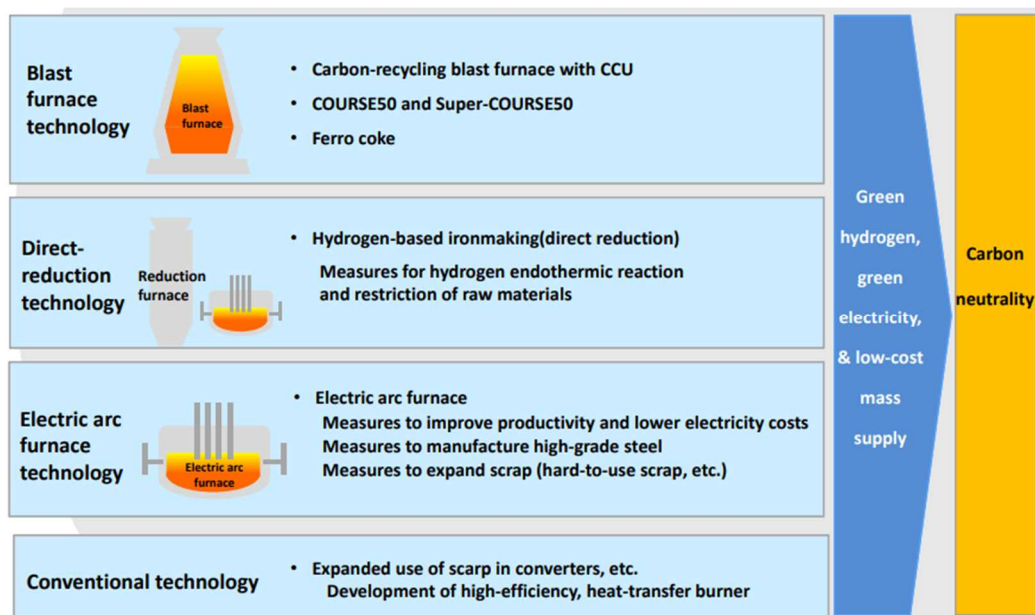 Blast
furnace
technology
Blast
furnace
• Carbon-recycling blast furnace with CCU
• COURSE50 and Super-COURSE50
• Ferro coke
Direct-
reduction
technology
Reduction
furnace
• Hydrogen-based ironmaking(direct reduction)
Measures for hydrogen endothermic reaction
and restriction of raw materials
Electric arc
furnace
technology
Electric arc
furnace
• Electric arc furnace
Measures to improve productivity and lower electricity costs
Measures to manufacture high-grade steel
Measures to expand scrap (hard-to-use scrap, etc.)
Conventional technology
• Expanded use of scarp in converters, etc.
Development of high-efficiency, heat-transfer burner
Green
hydrogen,
green
electricity,
& low-cost
mass
supply
Carbon
neutrality